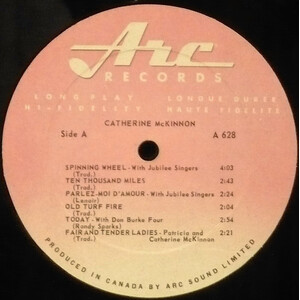 Arc
RECORDS
LONG PLAY LONGUE DUREE
HI-FIDELITY HAUTE FIDELITE
CATHERINE McKINNON
Side A A 628
SPINNING WHEEL - With Jubilee Singers 4:03
(Trad.)
TEN THOUSAND MILES 2:43
(Trad.)
PARLEZ-MOI D'AMOUR - With Jubilee Singers 2:34
(Lenoir)
OLD TURF FIRE 2:04
(Trad.)
TODAY - With Don Burke Four 2:54
(Randy Sparks)
FAIR AND TENDER LADIES - Patricia and 2:21
(Trad.) Catherine McKinnon
PRODUCED IN CANADA BY ARC SOUND LIMITED